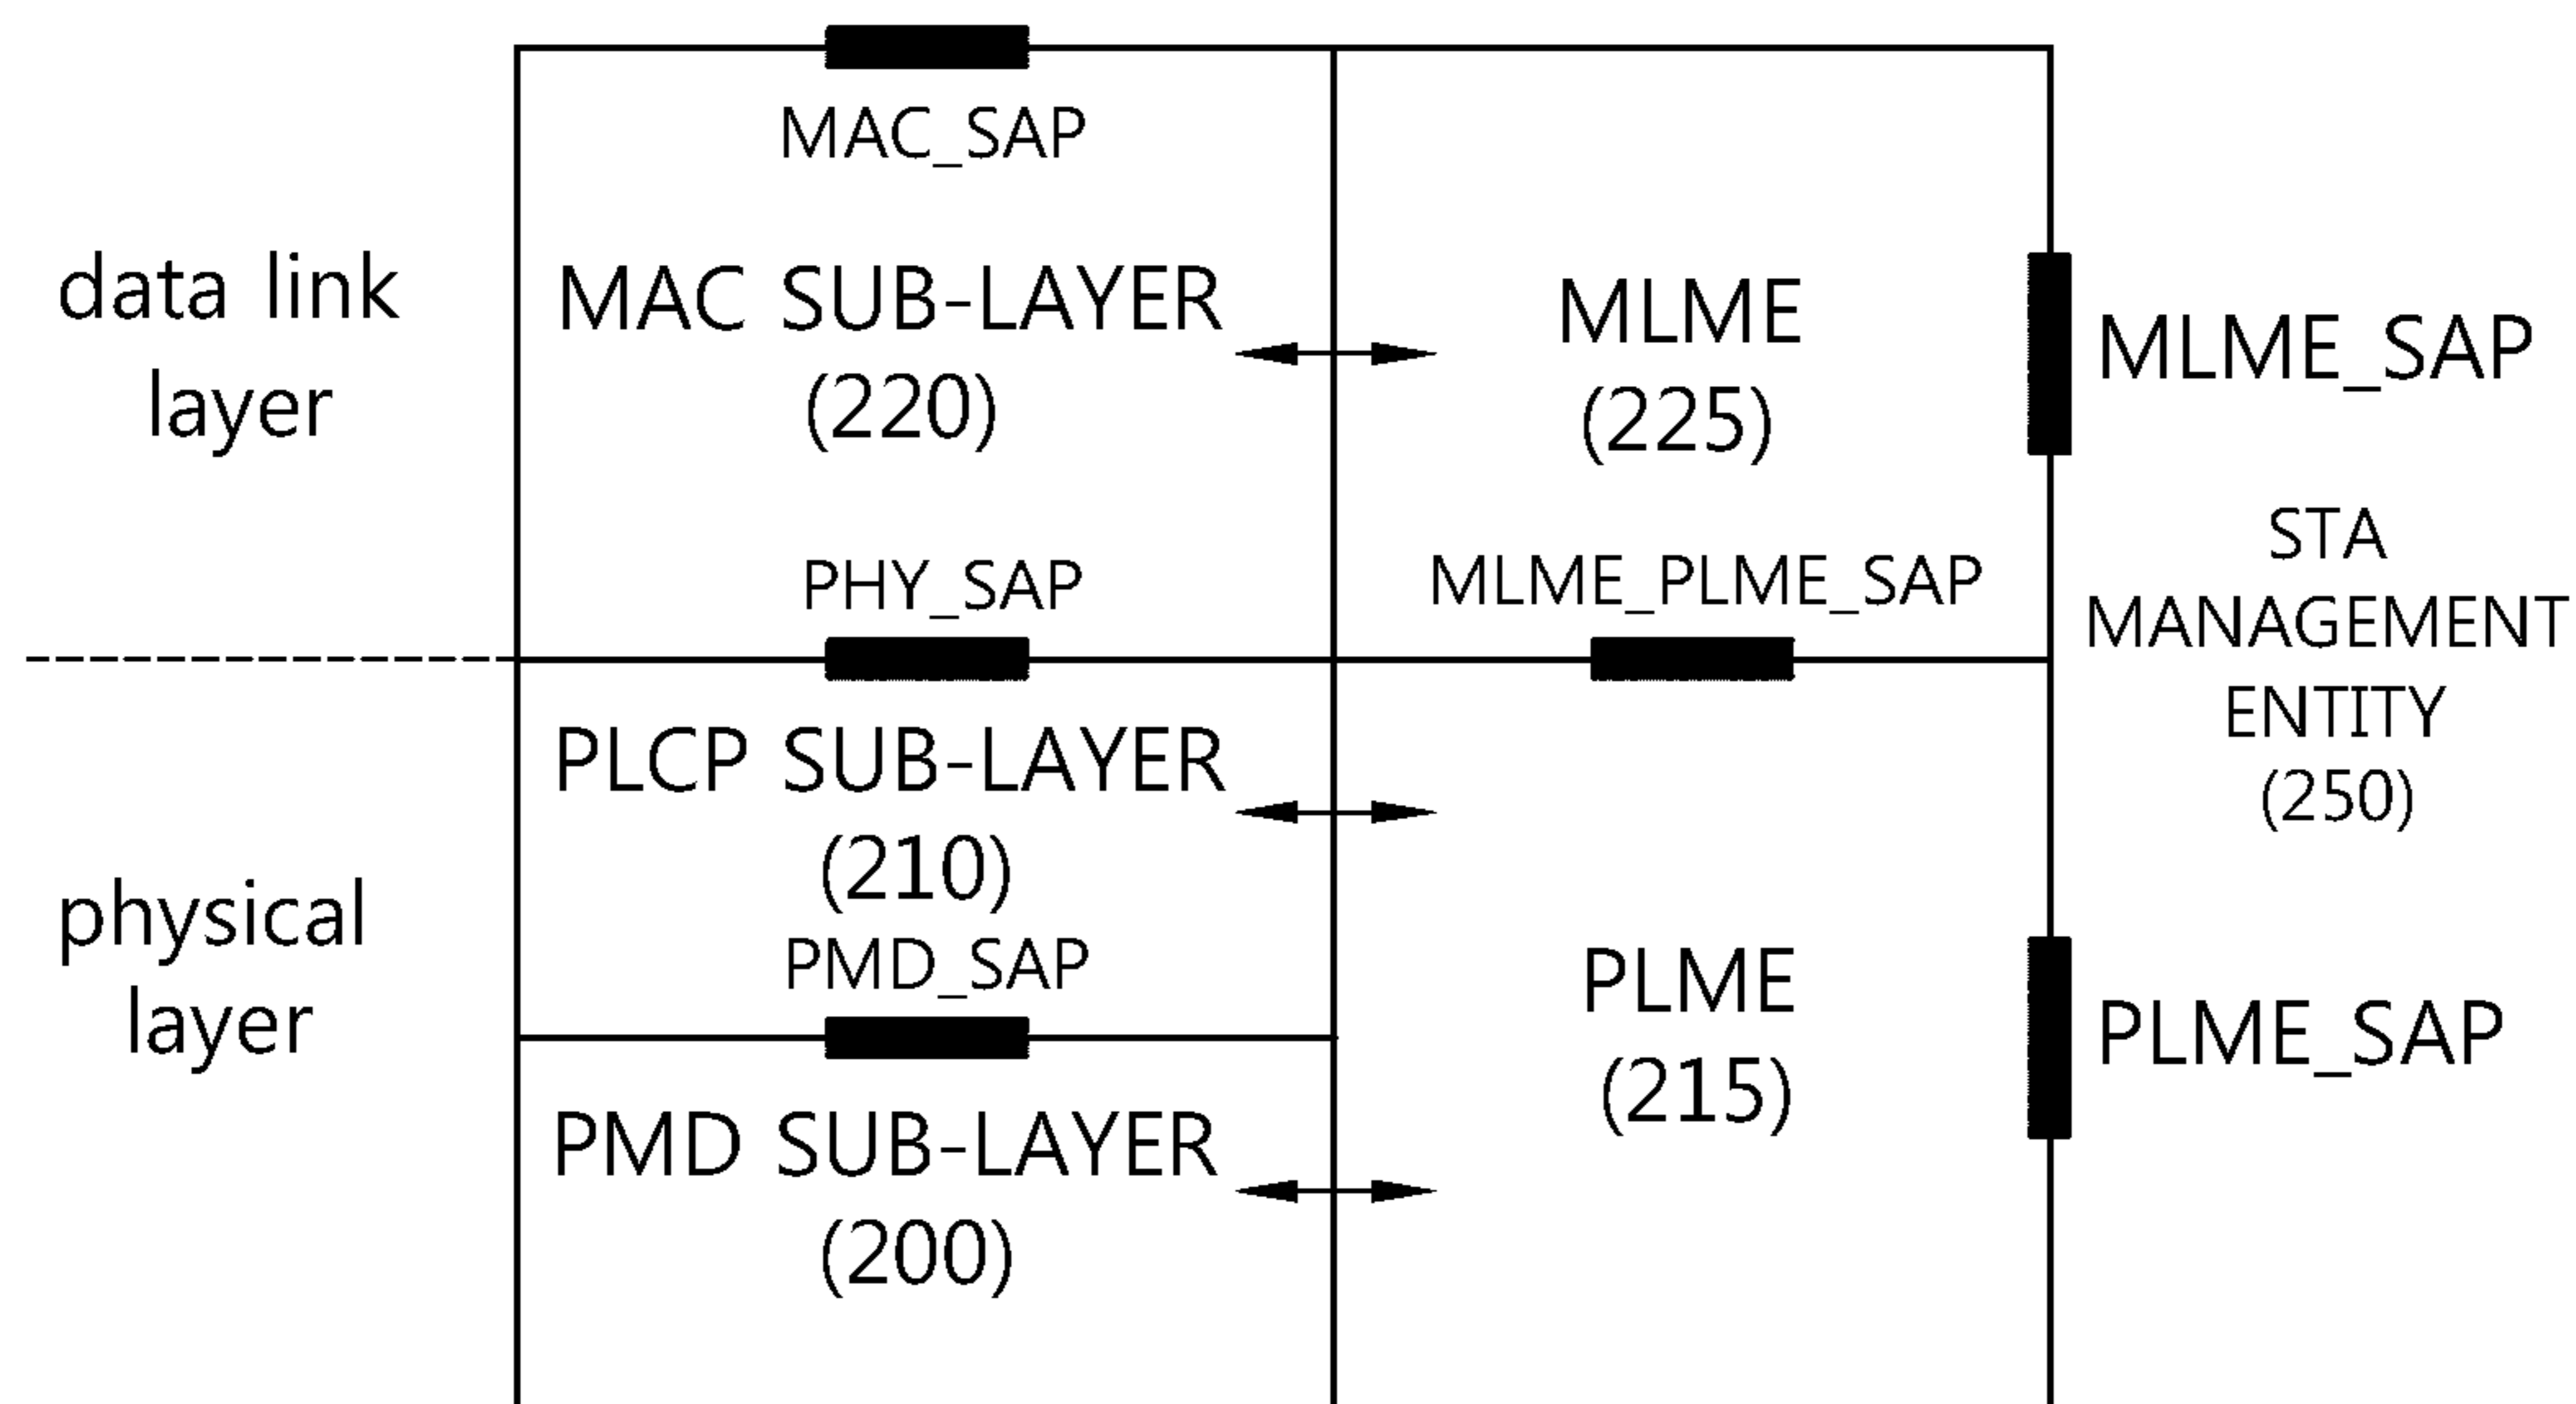 MAC_SAP
data link
layer
MAC SUB-LAYER
(220)
MLME
(225)
MLME_SAP
PHY_SAP
MLME_PLME_SAP
STA
MANAGEMENT
ENTITY
(250)
physical
layer
PLCP SUB-LAYER
(210)
PMD_SAP
PMD SUB-LAYER
(200)
PLME
(215)
PLME_SAP